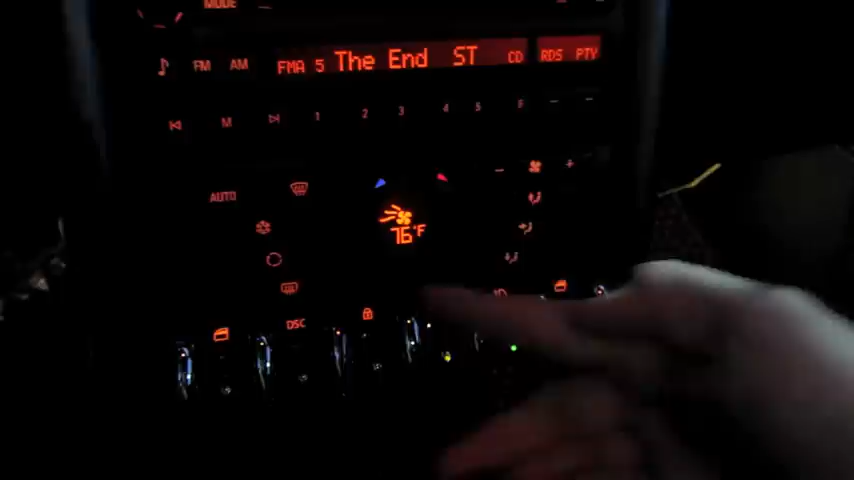 MODE
FM AM FMA 5 The End ST CD RDS PTY
M 1 2 3 4 5 6
AUTO
76°F
DSC